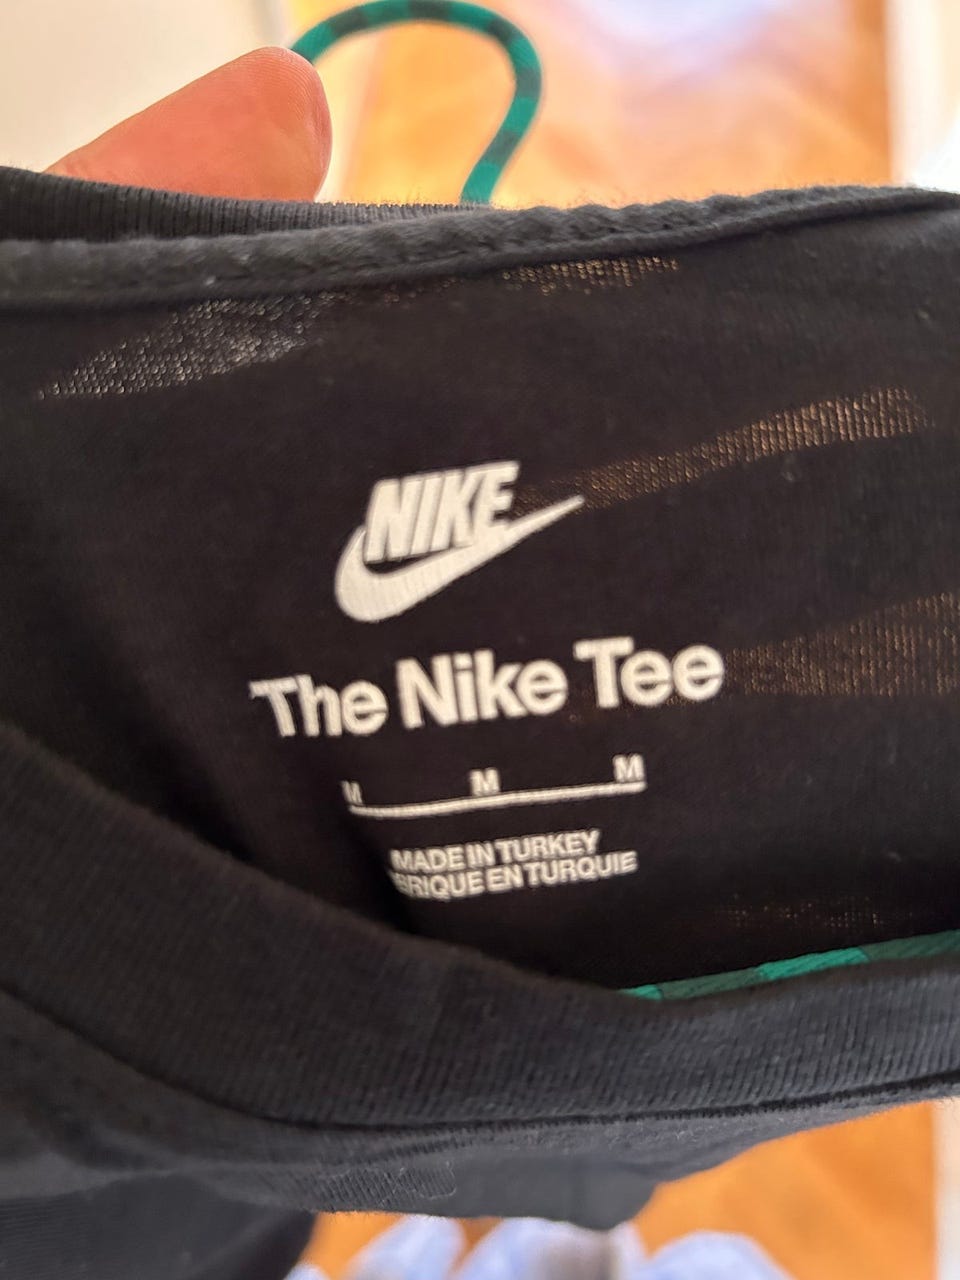 NIKE
The Nike Tee
M M M
MADE IN TURKEY
EN TURQUIE